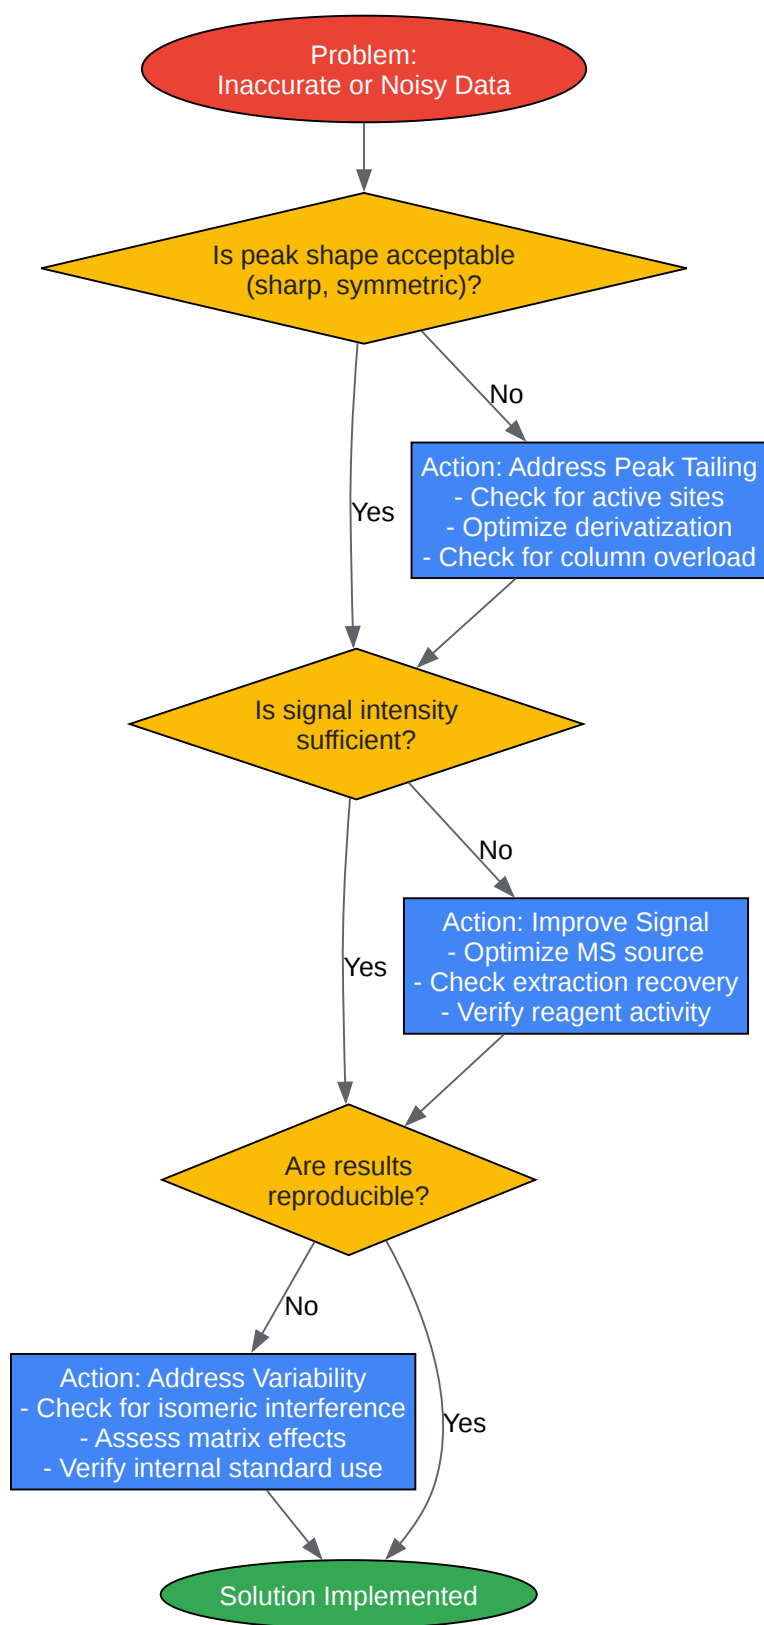 Problem:
Inaccurate or Noisy Data
Is peak shape acceptable
(sharp, symmetric)?
No
Action: Address Peak Tailing
- Check for active sites
- Optimize derivatization
- Check for column overload
Yes
Is signal intensity
sufficient?
No
Action: Improve Signal
- Optimize MS source
- Check extraction recovery
- Verify reagent activity
Yes
Are results
reproducible?
No
Action: Address Variability
- Check for isomeric interference
- Assess matrix effects
- Verify internal standard use
Yes
Solution Implemented